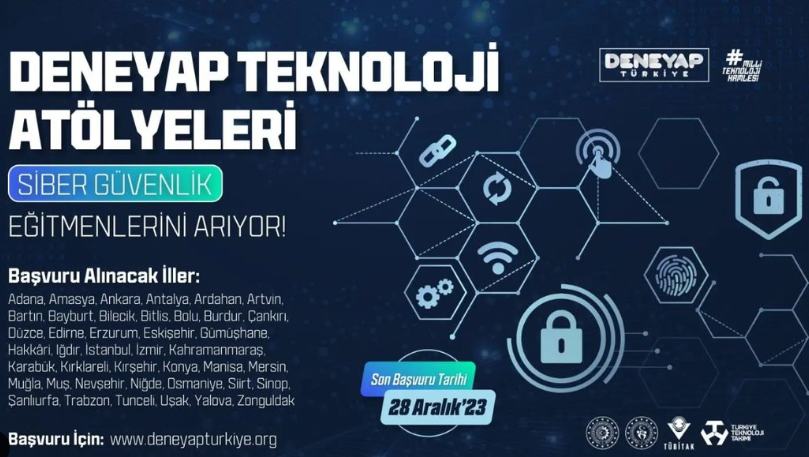 DENEYAP TEKNOLOJİ
ATÖLYELERİ
SİBER GÜVENLİK
EĞİTMENLERİNİ ARIYOR!
DENEYAP
TÜRKİYE
#MİLLİ
TEKNOLOJİ
HAMLESİ
Başvuru Alınacak İller:
Adana, Amasya, Ankara, Antalya, Ardahan, Artvin,
Bartın, Bayburt, Bilecik, Bitlis, Bolu, Burdur, Çankırı,
Düzce, Edirne, Erzurum, Eskişehir, Gümüşhane,
Hakkâri, Iğdır, İstanbul, İzmir, Kahramanmaraş,
Karabük, Kırklareli, Kırşehir, Konya, Manisa, Mersin,
Muğla, Muş, Nevşehir, Niğde, Osmaniye, Siirt, Sinop,
Şanlıurfa, Trabzon, Tunceli, Uşak, Yalova, Zonguldak
Son Başvuru Tarihi
28 Aralık'23
Başvuru İçin: www.deneyapturkiye.org
TÜBİTAK
TÜRKİYE
TEKNOLOJİ
TAKIMI